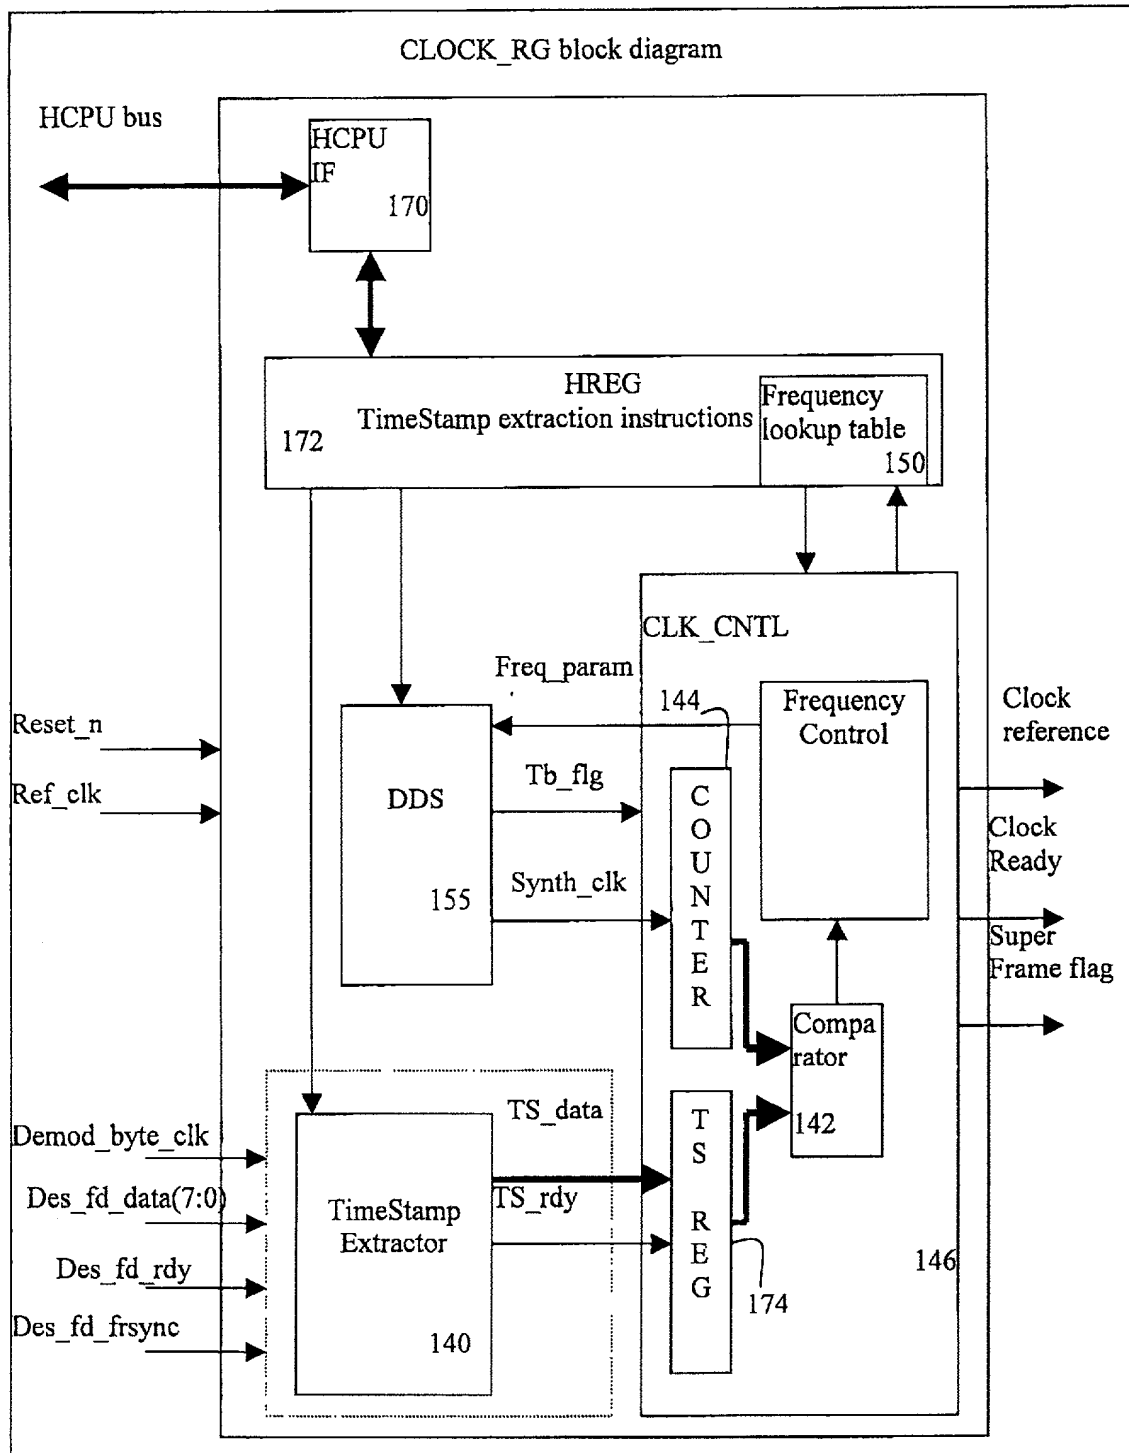 CLOCK_RG block diagram
HCPU bus
HCPU
IF
170
HREG
TimeStamp extraction instructions
172
Frequency
lookup table
150
CLK_CNTL
Freq_param
144
Frequency
Control
Clock
reference
Reset_n
Ref_clk
DDS
155
Tb_flg
Synth_clk
C
O
U
N
T
E
R
Clock
Ready
Super
Frame flag
Compa
rator
142
TS_data
Demod_byte_clk
Des_fd_data(7:0)
Des_fd_rdy
Des_fd_frsync
TimeStamp
Extractor
140
TS_rdy
T
S
R
E
G
174
146